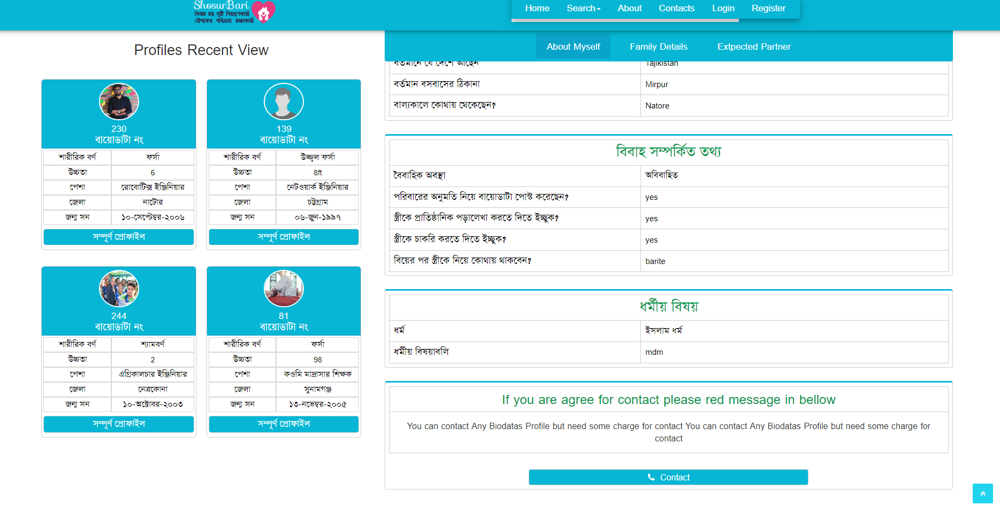 ShosurBari
বিবাহ হয় দৃষ্টি নিয়ন্ত্রণকারী
যৌনাঙ্গের পবিত্রতা রক্ষাকারী
Home Search About Contacts Login Register
Profiles Recent View
230
বায়োডাটা নং
শারীরিক বর্ণ ফর্সা
উচ্চতা 6
পেশা রোবোটিক্স ইঞ্জিনিয়ার
জেলা নাটোর
জন্ম সন ১০-সেপ্টেম্বর-২০০৬
সম্পূর্ণ প্রোফাইল
139
বায়োডাটা নং
শারীরিক বর্ণ উজ্জ্বল ফর্সা
উচ্চতা 8ft
পেশা নেটওয়ার্ক ইঞ্জিনিয়ার
জেলা চট্টগ্রাম
জন্ম সন ০৬-জুন-১৯৯৭
সম্পূর্ণ প্রোফাইল
244
বায়োডাটা নং
শারীরিক বর্ণ শ্যামবর্ণ
উচ্চতা 2
পেশা এগ্রিকালচার ইঞ্জিনিয়ার
জেলা নেত্রকোনা
জন্ম সন ১০-অক্টোবর-২০০৩
সম্পূর্ণ প্রোফাইল
81
বায়োডাটা নং
শারীরিক বর্ণ ফর্সা
উচ্চতা 98
পেশা কওমি মাদ্রাসার শিক্ষক
জেলা সুনামগঞ্জ
জন্ম সন ১৩-নভেম্বর-২০০৫
সম্পূর্ণ প্রোফাইল
About Myself Family Details Extpected Partner
বর্তমানে যে দেশে আছেন Tajikistan
বর্তমান বসবাসের ঠিকানা Mirpur
বাল্যকালে কোথায় থেকেছেন? Natore
বিবাহ সম্পর্কিত তথ্য
বৈবাহিক অবস্থা অবিবাহিত
পরিবারের অনুমতি নিয়ে বায়োডাটা পোস্ট করেছেন? yes
স্ত্রীকে প্রাতিষ্ঠানিক পড়ালেখা করতে দিতে ইচ্ছুক? yes
স্ত্রীকে চাকরি করতে দিতে ইচ্ছুক? yes
বিয়ের পর স্ত্রীকে নিয়ে কোথায় থাকবেন? barite
ধর্মীয় বিষয়
ধর্ম ইসলাম ধর্ম
ধর্মীয় বিষয়াবলি mdm
If you are agree for contact please red message in bellow
You can contact Any Biodatas Profile but need some charge for contact You can contact Any Biodatas Profile but need some charge for
contact
Contact